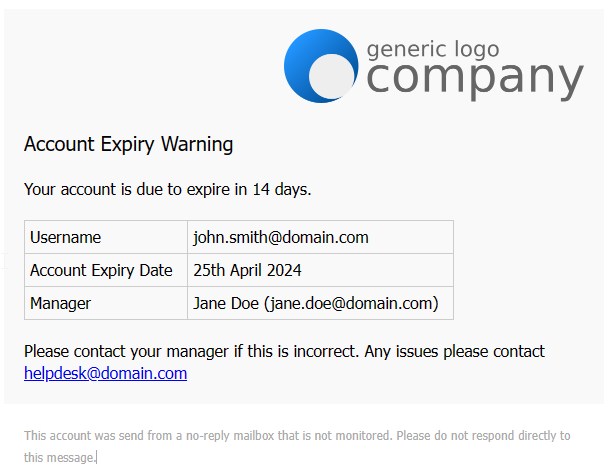 generic logo
company
Account Expiry Warning
Your account is due to expire in 14 days.
Username john.smith@domain.com
Account Expiry Date 25th April 2024
Manager Jane Doe (jane.doe@domain.com)
Please contact your manager if this is incorrect. Any issues please contact
helpdesk@domain.com
This account was send from a no-reply mailbox that is not monitored. Please do not respond directly to
this message.